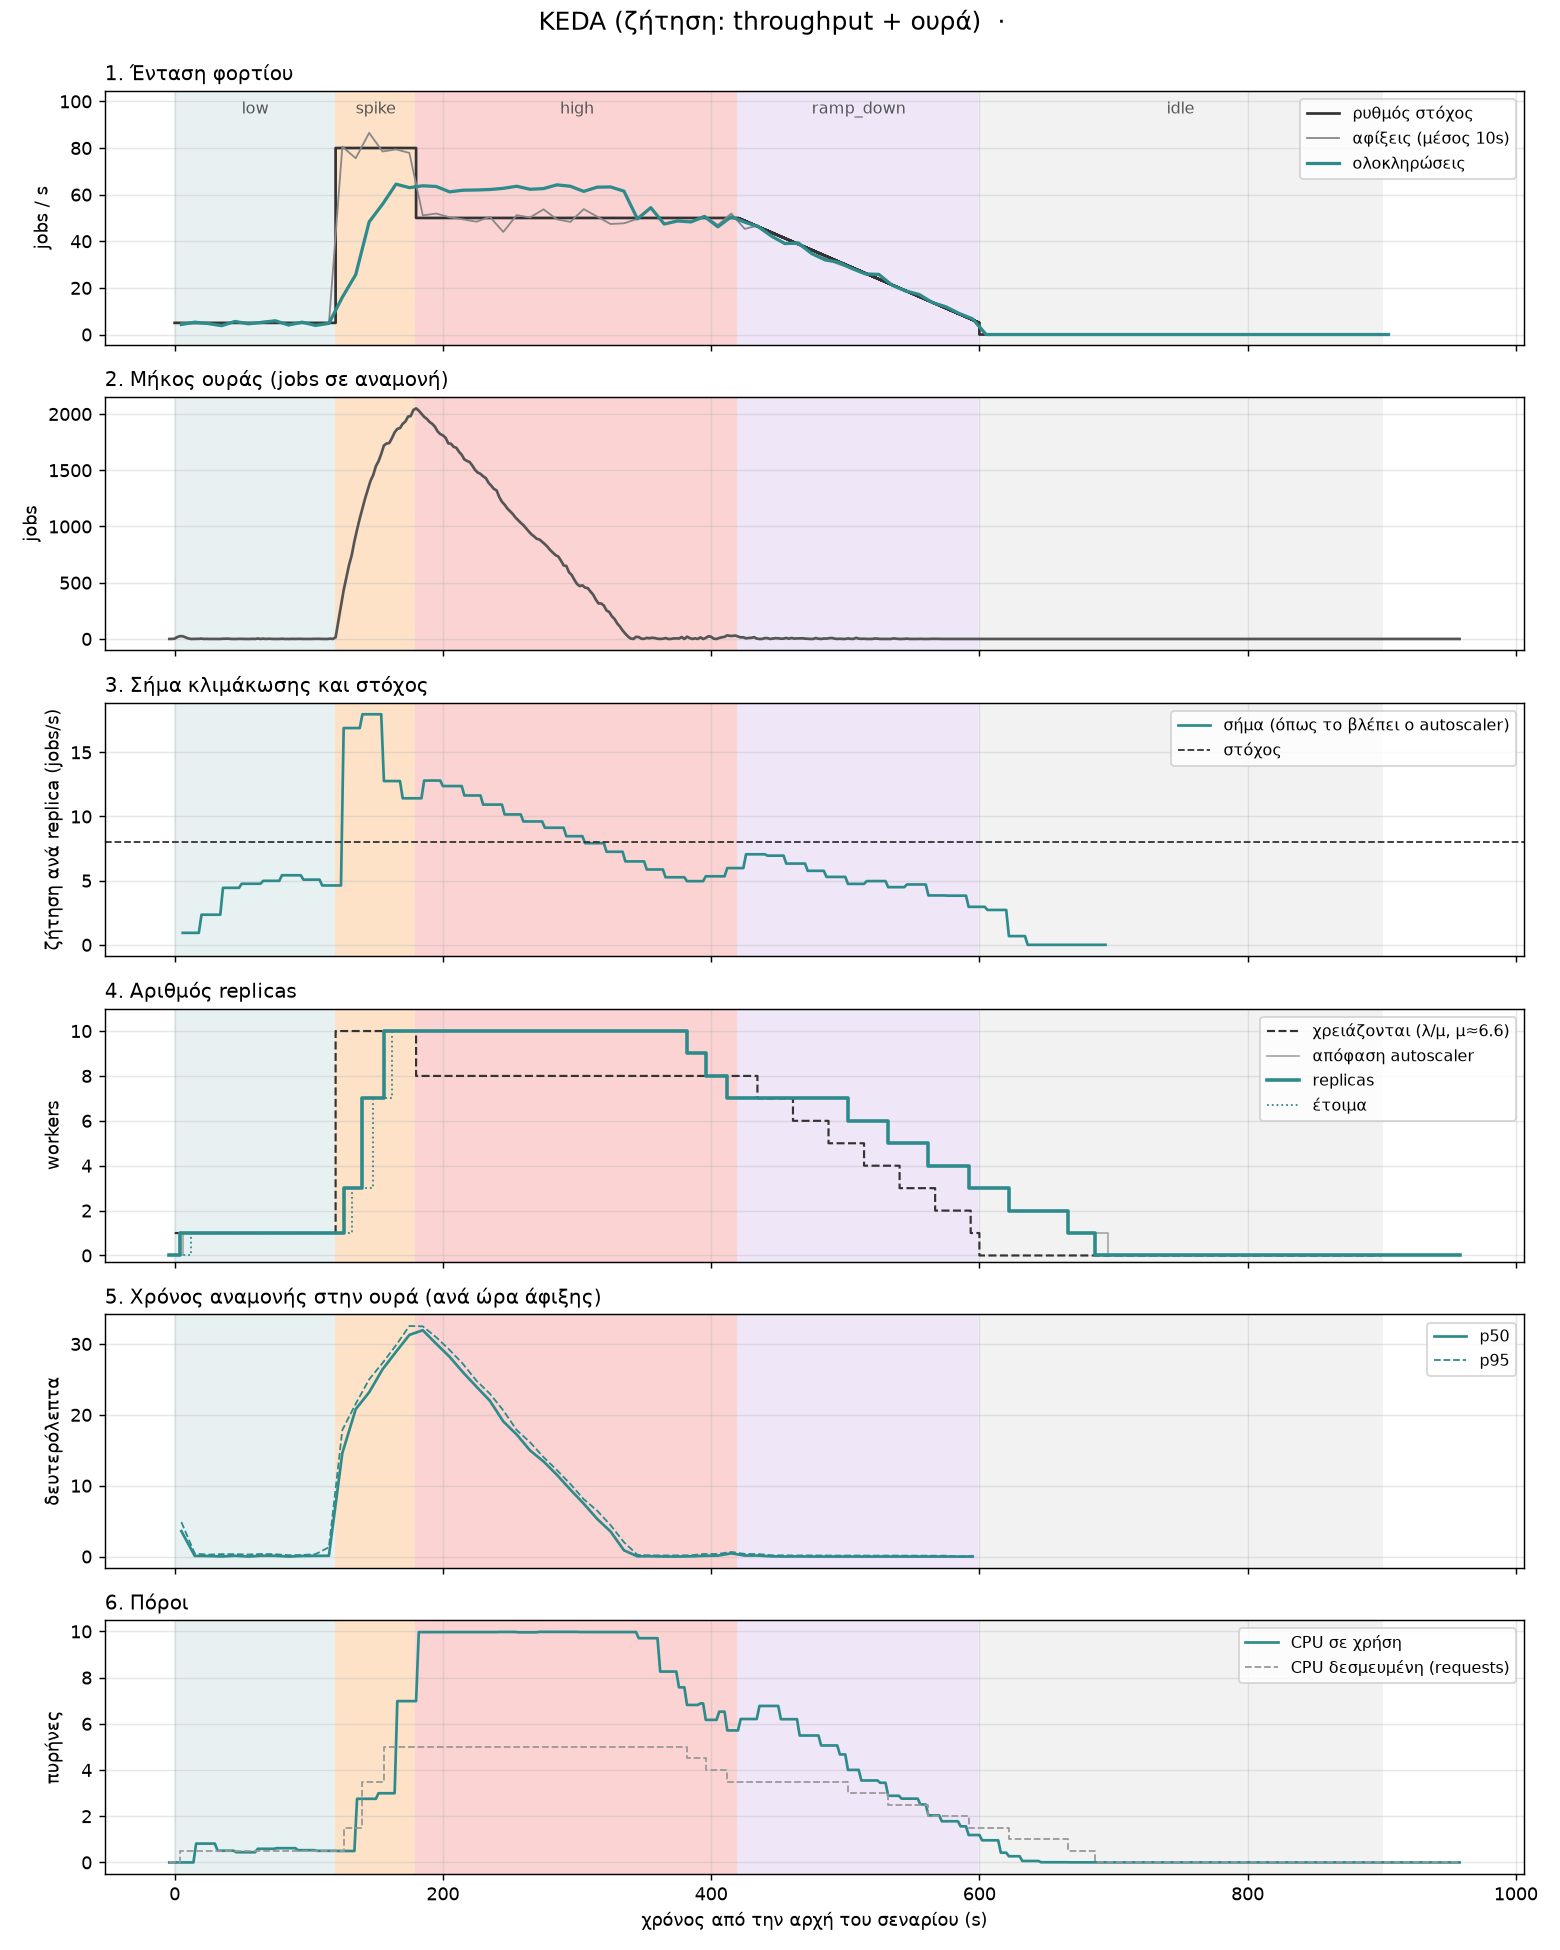 KEDA (ζήτηση: throughput + ουρά)  ·
1. Ένταση φορτίου
low
spike
high
ramp_down
idle
ρυθμός στόχος
αφίξεις (μέσος 10s)
ολοκληρώσεις
100
80
60
40
20
0
jobs / s
2. Μήκος ουράς (jobs σε αναμονή)
2000
1500
1000
500
0
jobs
3. Σήμα κλιμάκωσης και στόχος
σήμα (όπως το βλέπει ο autoscaler)
στόχος
15
10
5
0
ζήτηση ανά replica (jobs/s)
4. Αριθμός replicas
χρειάζονται (λ/μ, μ≈6.6)
απόφαση autoscaler
replicas
έτοιμα
10
8
6
4
2
0
workers
5. Χρόνος αναμονής στην ουρά (ανά ώρα άφιξης)
p50
p95
30
20
10
0
δευτερόλεπτα
6. Πόροι
CPU σε χρήση
CPU δεσμευμένη (requests)
10
8
6
4
2
0
πυρήνες
0
200
400
600
800
1000
χρόνος από την αρχή του σεναρίου (s)